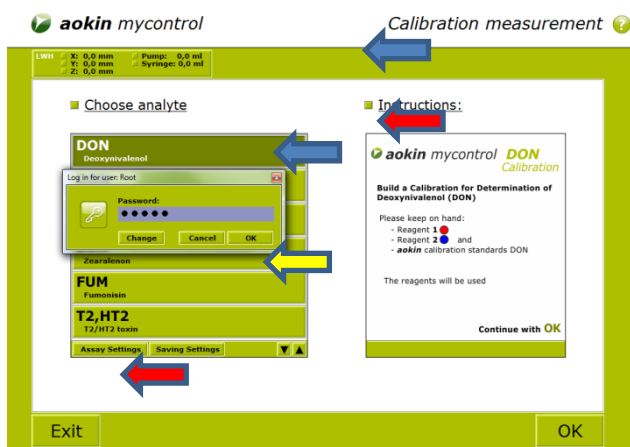 aokin mycontrol
Calibration measurement ?
LWH X: 0,0 mm Pump: 0,0 ml
Y: 0,0 mm Syringe: 0,0 ml
Z: 0,0 mm
Choose analyte
DON
Deoxynivalenol
Log in for user: Root
Password:
●●●●●
Change Cancel OK
Zearalenon
FUM
Fumonisin
T2,HT2
T2/HT2 toxin
Assay Settings Saving Settings
Instructions:
aokin mycontrol DON
Calibration
Build a Calibration for Determination of
Deoxynivalenol (DON)
Please keep on hand:
- Reagent 1
- Reagent 2 and
- aokin calibration standards DON
The reagents will be used
Continue with OK
Exit OK